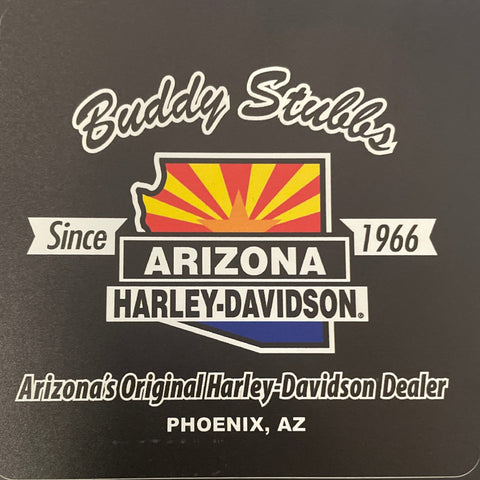 Buddy Stubbs
Since 1966
ARIZONA
HARLEY-DAVIDSON®
Arizona's Original Harley-Davidson Dealer
PHOENIX, AZ